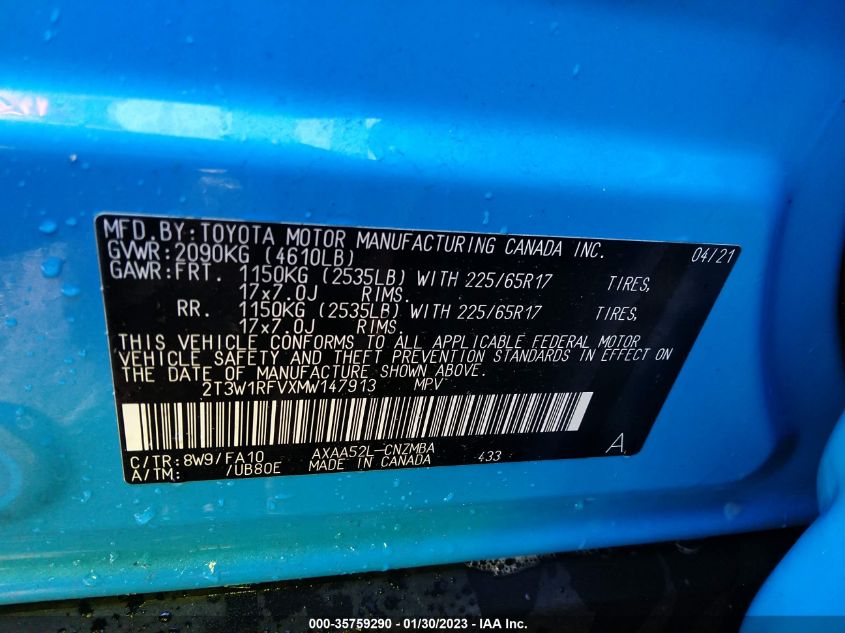 MFD. BY: TOYOTA MOTOR MANUFACTURING CANADA INC. 04/21
GVWR: 2090KG (4610LB)
GAWR: FRT. 1150KG (2535LB) WITH 225/65R17 TIRES,
17x7.0J RIMS.
RR. 1150KG (2535LB) WITH 225/65R17 TIRES,
17x7.0J RIMS.
THIS VEHICLE CONFORMS TO ALL APPLICABLE FEDERAL MOTOR
VEHICLE SAFETY AND THEFT PREVENTION STANDARDS IN EFFECT ON
THE DATE OF MANUFACTURE SHOWN ABOVE.
2T3W1RFVXMW147913 MPV
C/TR: 8W9/FA10 AXAA52L-CNZMBA 433 A
A/TM: /UB80E MADE IN CANADA
000-35759290 - 01/30/2023 - IAA Inc.